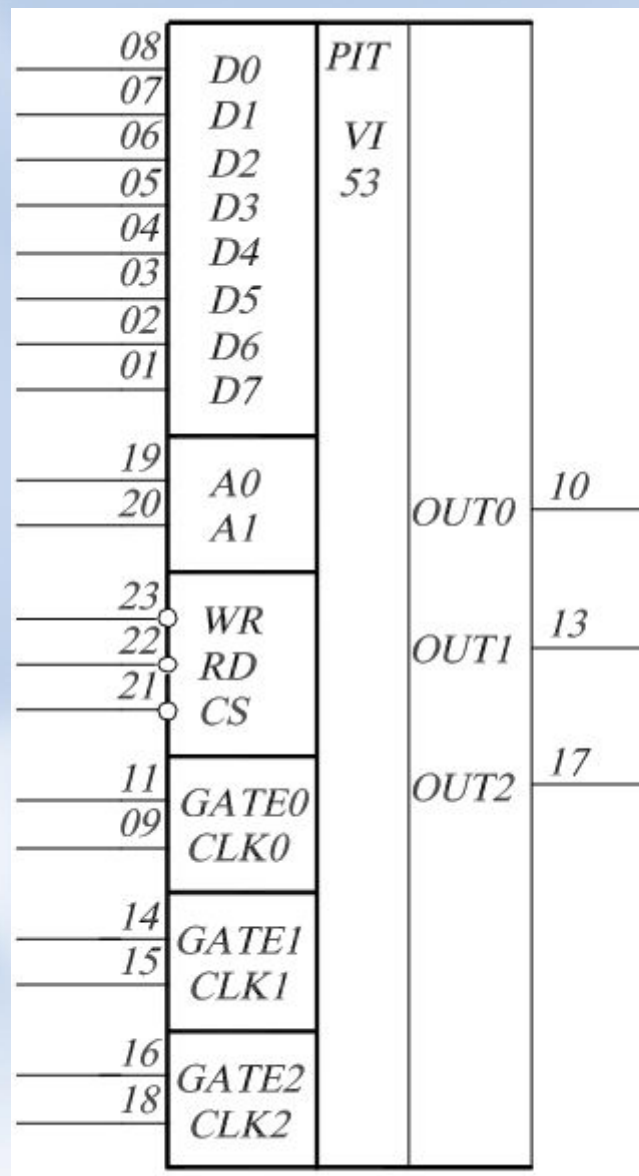 08 D0 PIT
07 D1
06 D2 VI
05 D3 53
04 D4
03 D5
02 D6
01 D7
19 A0 OUT0 10
20 A1
23 WR OUT1 13
22 RD
21 CS
11 GATE0 OUT2 17
09 CLK0
14 GATE1
15 CLK1
16 GATE2
18 CLK2